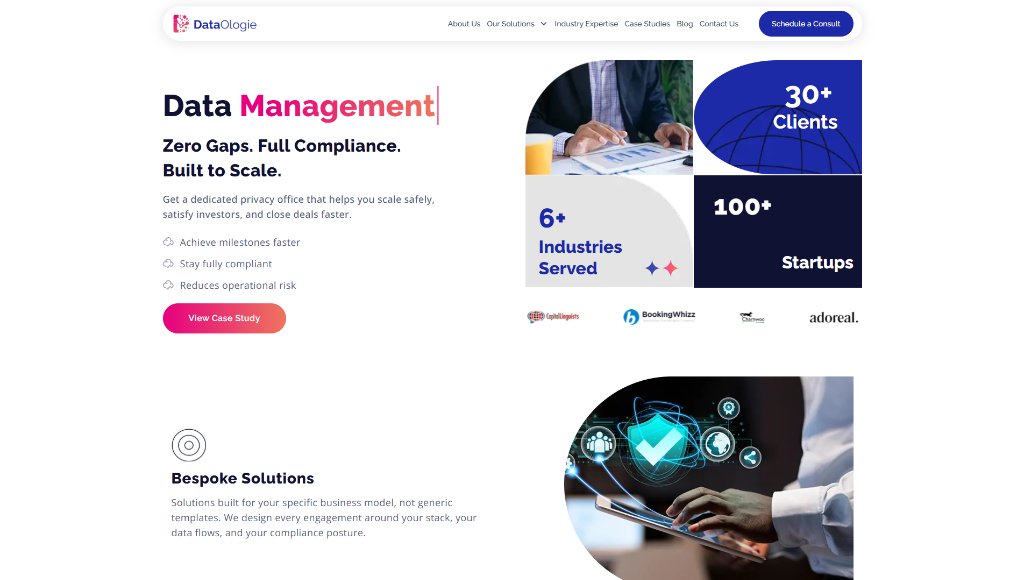 DataOlogie
About Us Our Solutions Industry Expertise Case Studies Blog Contact Us Schedule a Consult
Data Management
Zero Gaps. Full Compliance.
Built to Scale.
Get a dedicated privacy office that helps you scale safely,
satisfy investors, and close deals faster.
Achieve milestones faster
Stay fully compliant
Reduces operational risk
View Case Study
30+
Clients
6+
Industries
Served
100+
Startups
CapitalLinguists
BookingWhizz
adoreal.
Bespoke Solutions
Solutions built for your specific business model, not generic
templates. We design every engagement around your stack, your
data flows, and your compliance posture.